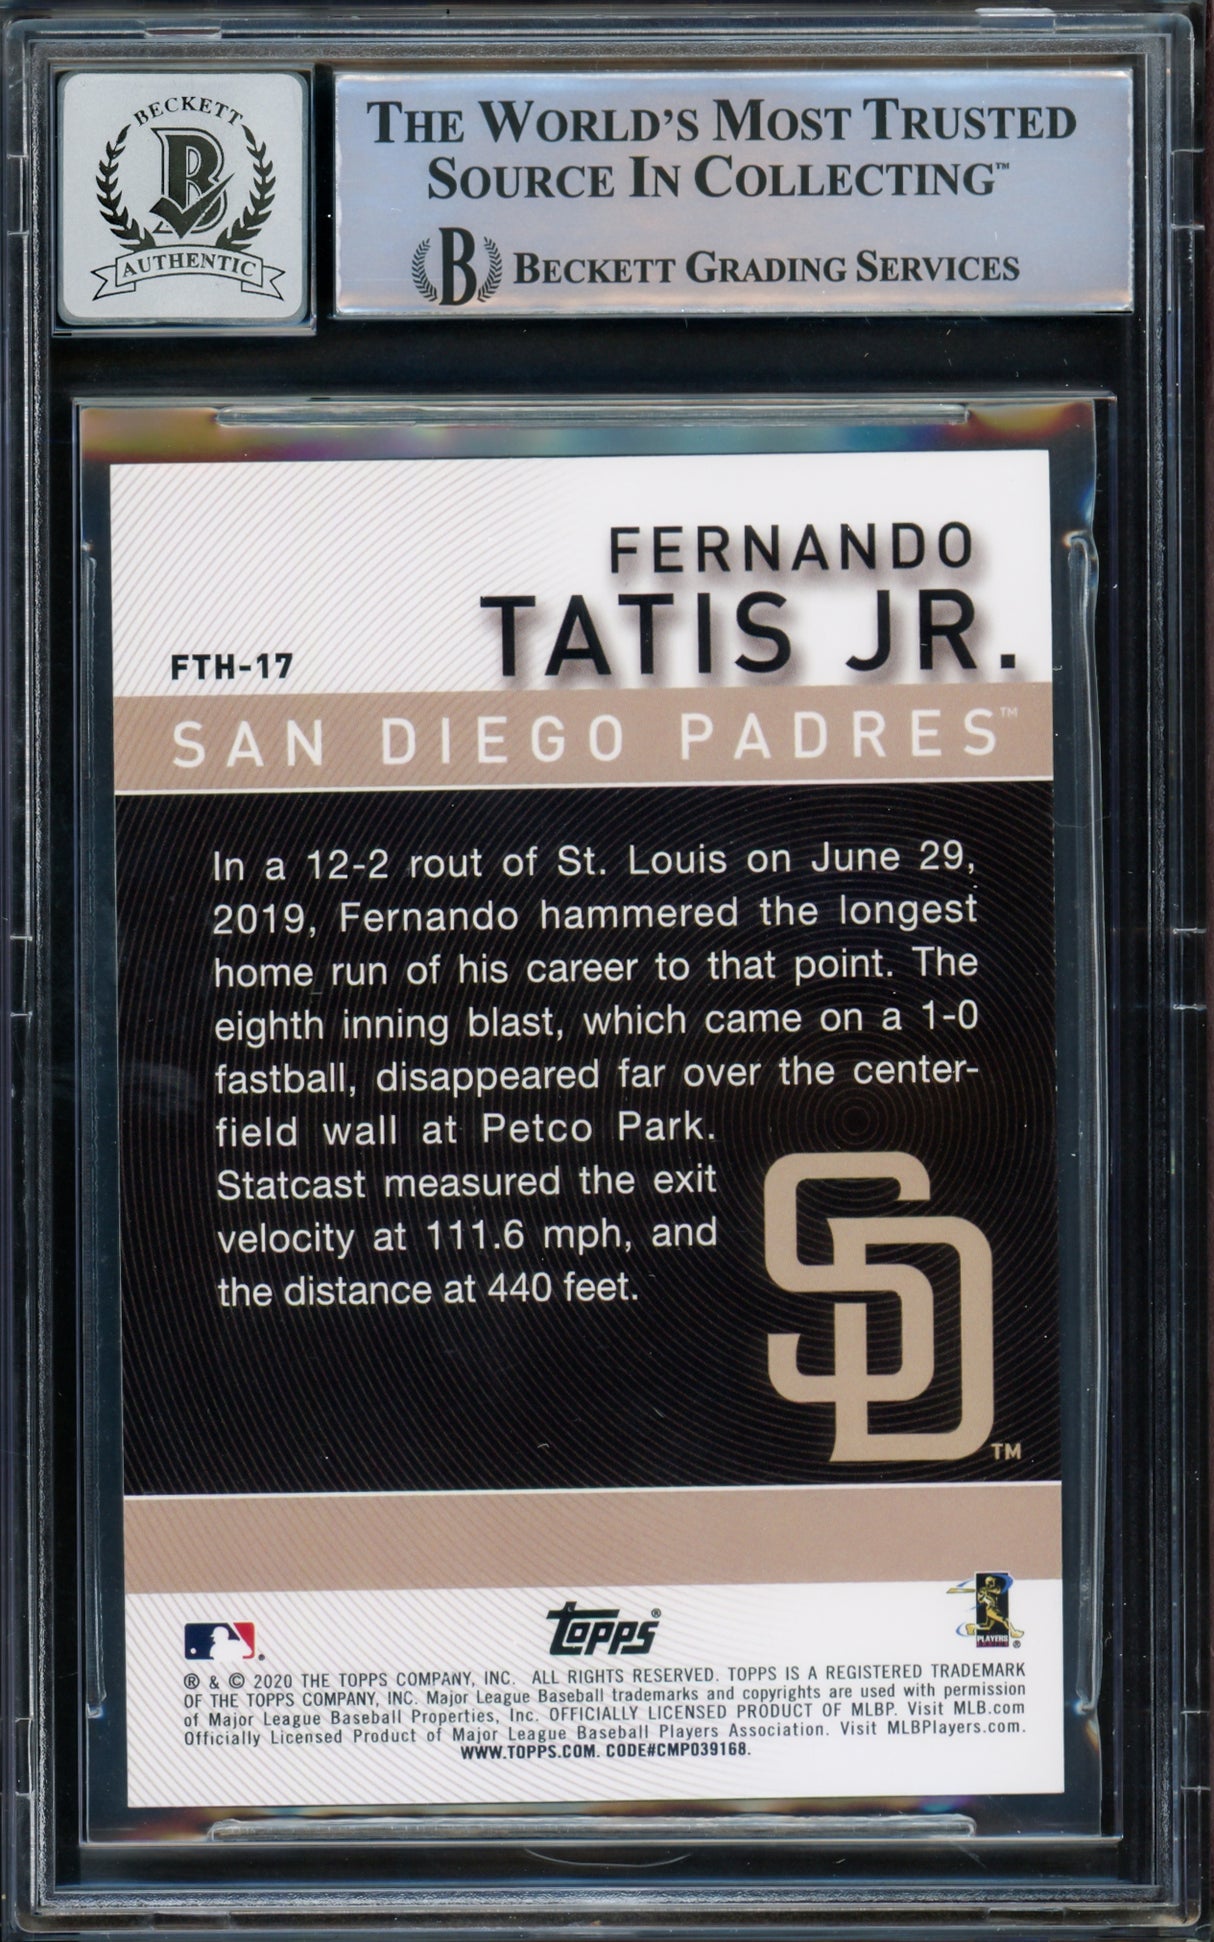 BECKETT
B
AUTHENTIC
THE WORLD'S MOST TRUSTED
SOURCE IN COLLECTING™
B BECKETT GRADING SERVICES
FERNANDO
TATIS JR.
FTH-17
SAN DIEGO PADRES™
In a 12-2 rout of St. Louis on June 29,
2019, Fernando hammered the longest
home run of his career to that point. The
eighth inning blast, which came on a 1-0
fastball, disappeared far over the center-
field wall at Petco Park.
Statcast measured the exit
velocity at 111.6 mph, and
the distance at 440 feet.
SD
TM
Topps®
PLAYERS
®
® & © 2020 THE TOPPS COMPANY, INC. ALL RIGHTS RESERVED. TOPPS IS A REGISTERED TRADEMARK
OF THE TOPPS COMPANY, INC. Major League Baseball trademarks and copyrights are used with permission
of Major League Baseball Properties, Inc. OFFICIALLY LICENSED PRODUCT OF MLBP. Visit MLB.com
Officially Licensed Product of Major League Baseball Players Association. Visit MLBPlayers.com.
WWW.TOPPS.COM. CODE#CMP039168.